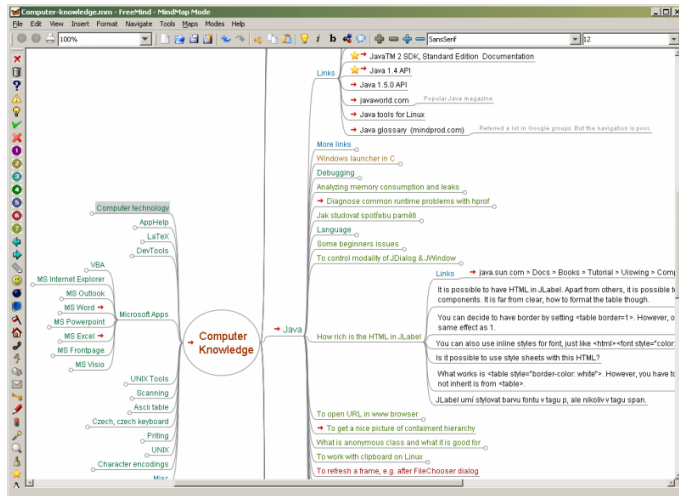 Computer-knowledge.mm - FreeMind - MindMap Mode
File Edit View Insert Format Navigate Tools Maps Modes Help
100%
SansSerif
12
JavaTM 2 SDK, Standard Edition Documentation
Links
Java 1.4 API
Java 1.5.0 API
javaworld.com
Popular Java magazine
Java tools for Linux
Java glossary (mindprod.com)
Referred a lot in Google groups. But the navigation is poor.
More links
Windows launcher in C
Debugging
Analyzing memory consumption and leaks
Diagnose common runtime problems with hprof
Jak studovat spotřebu paměti
Language
Some beginners issues
To control modality of JDialog & JWindow
Computer technology
AppHelp
LaTeX
DevTools
VBA
MS Internet Explorer
MS Outlook
MS Word
MS Powerpoint
MS Excel
MS Frontpage
MS Visio
Microsoft Apps
Computer
Knowledge
Java
Links
java.sun.com > Docs > Books > Tutorial > Uiswing > Comp
It is possible to have HTML in JLabel. Apart from others, it is possible t
components. It is far from clear, how to format the table though.
You can decide to have border by setting <table border=1>. However, o
same effect as 1.
How rich is the HTML in JLabel
You can also use inline styles for font, just like <html><font style="color:
Is it possible to use style sheets with this HTML?
What works is <table style="border-color: white">. However, you have to
not inherit is from <table>.
JLabel umí stylovat barvu fontu v tagu p, ale nikoliv v tagu span.
UNIX Tools
Scanning
Ascii table
Czech, czech keyboard
Priting
UNIX
Character encodings
Misc
To open URL in www browser
To get a nice picture of contaiment hierarchy
What is anonymous class and what it is good for
To work with clipboard on Linux
To refresh a frame, e.g. after FileChooser dialog